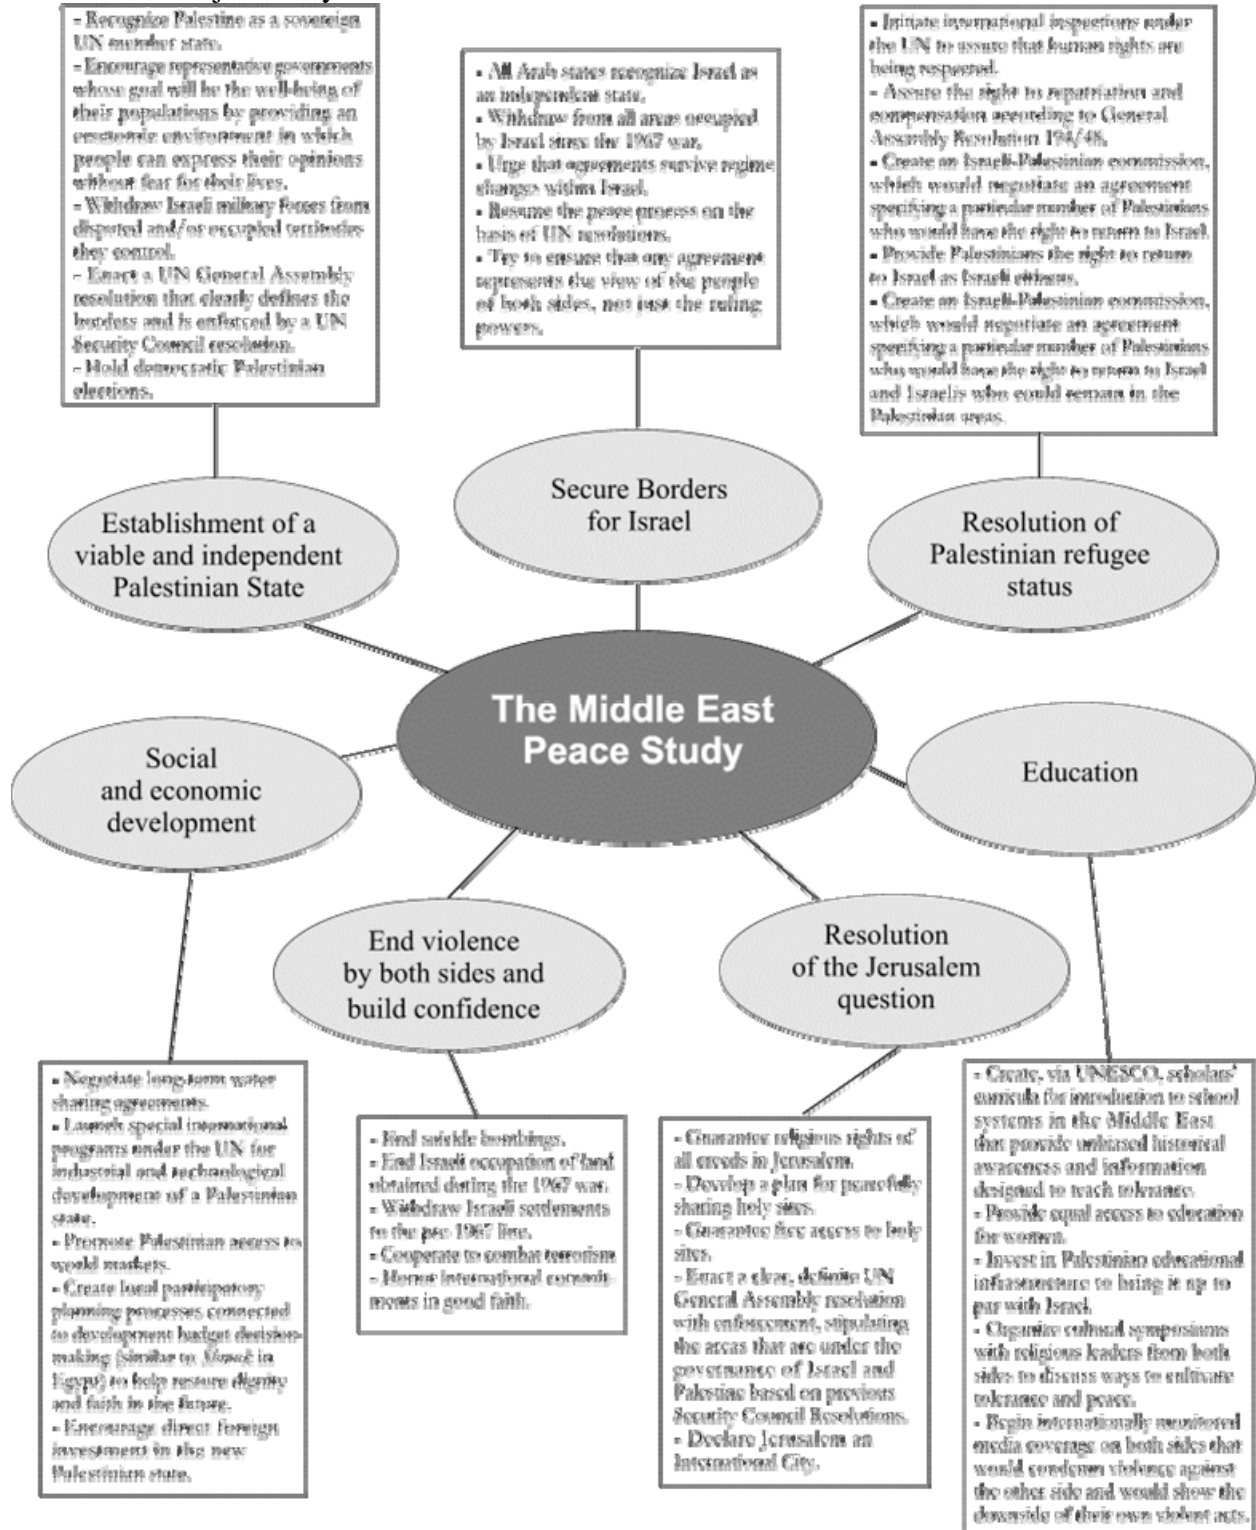 - Recognize Palestine as a sovereign
UN member state.
- Encourage representative governments
whose goal will be the well-being of
their populations by providing an
economic environment in which
people can express their opinions
without fear for their lives.
- Withdraw Israeli military forces from
disputed and/or occupied territories
they control.
- Enact a UN General Assembly
resolution that clearly defines the
borders and is enforced by a UN
Security Council resolution.
- Hold democratic Palestinian
elections.
- All Arab states recognize Israel as
an independent state.
- Withdraw from all areas occupied
by Israel since the 1967 war.
- Urge that agreements survive regime
changes within Israel.
- Resume the peace process on the
basis of UN resolutions.
- Try to ensure that any agreement
represents the view of the people
of both sides, not just the ruling
powers.
- Initiate international inspections under
the UN to assure that human rights are
being respected.
- Assure the right to repatriation and
compensation according to General
Assembly Resolution 194/48.
- Create an Israeli-Palestinian commission,
which would negotiate an agreement
specifying a particular number of Palestinians
who would have the right to return to Israel.
- Provide Palestinians the right to return
to Israel as Israeli citizens.
- Create an Israeli-Palestinian commission,
which would negotiate an agreement
specifying a particular number of Palestinians
who would have the right to return to Israel
and Israelis who could remain in the
Palestinian areas.
Establishment of a
viable and independent
Palestinian State
Secure Borders
for Israel
Resolution of
Palestinian refugee
status
The Middle East
Peace Study
Social
and economic
development
Education
End violence
by both sides and
build confidence
Resolution
of the Jerusalem
question
- Negotiate long-term water
sharing agreements.
- Launch special international
programs under the UN for
industrial and technological
development of a Palestinian
state.
- Promote Palestinian access to
world markets.
- Create local participatory
planning processes connected
to development budget decision-
making (similar to in
Egypt) to help restore dignity
and faith in the future.
- Encourage direct foreign
investment in the new
Palestinian state.
- End suicide bombings.
- End Israeli occupation of land
obtained during the 1967 war.
- Withdraw Israeli settlements
to the pre-1967 line.
- Cooperate to combat terrorism
- Honor international commit-
ments in good faith.
- Guarantee religious rights of
all creeds in Jerusalem.
- Develop a plan for peacefully
sharing holy sites.
- Guarantee free access to holy
sites.
- Enact a clear, definite UN
General Assembly resolution
with enforcement, stipulating
the areas that are under the
governance of Israel and
Palestine based on previous
Security Council Resolutions.
- Declare Jerusalem an
International City.
- Create, via UNESCO, scholars'
curricula for introduction to school
systems in the Middle East
that provide unbiased historical
awareness and information
designed to teach tolerance.
- Provide equal access to education
for women.
- Invest in Palestinian educational
infrastructure to bring it up to
par with Israel.
- Organize cultural symposiums
with religious leaders from both
sides to discuss ways to cultivate
tolerance and peace.
- Begin internationally monitored
media coverage on both sides that
would condemn violence against
the other side and would show the
downside of their own violent acts.